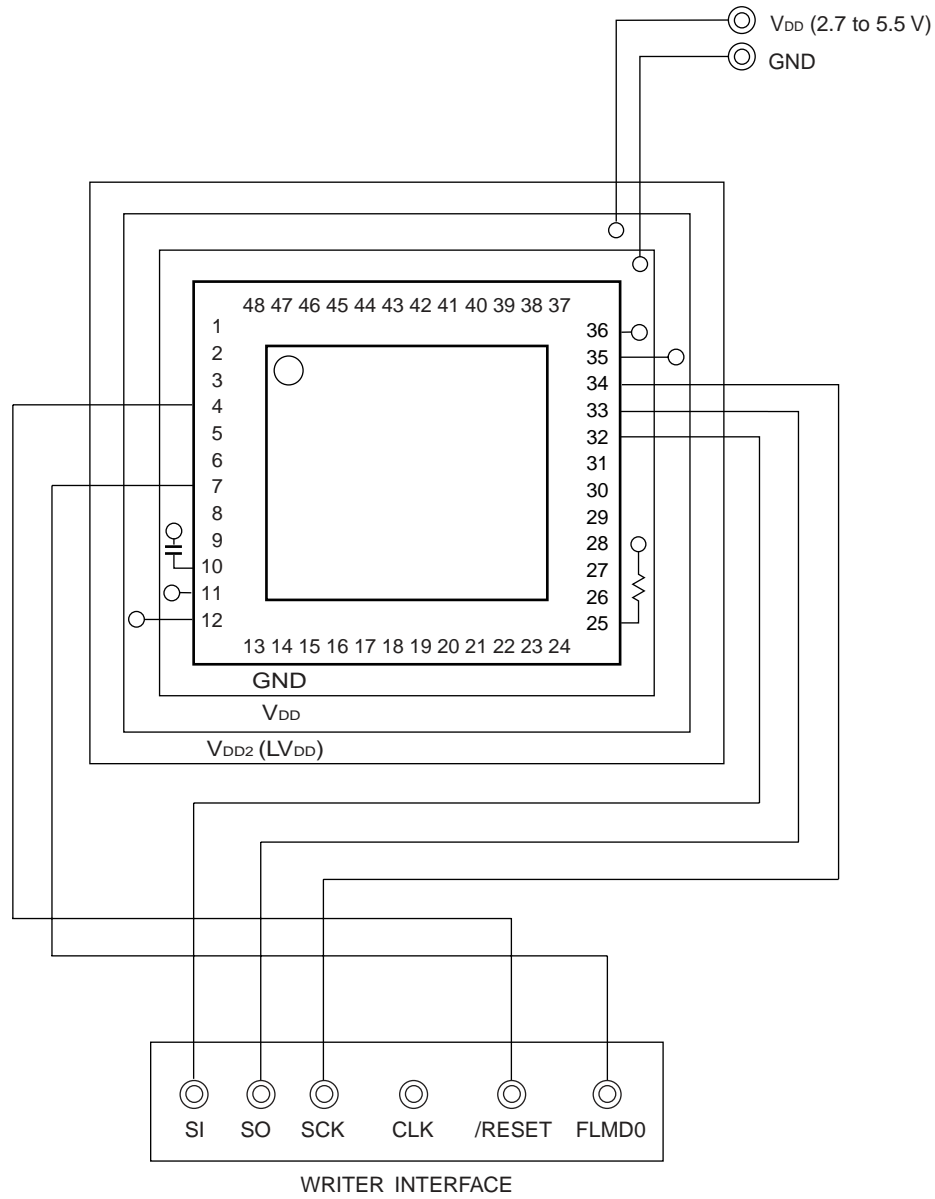 VDD (2.7 to 5.5 V)
GND
48 47 46 45 44 43 42 41 40 39 38 37
1
2
3
4
5
6
7
8
9
10
11
12
36
35
34
33
32
31
30
29
28
27
26
25
13 14 15 16 17 18 19 20 21 22 23 24
GND
VDD
VDD2 (LVDD)
SI SO SCK CLK /RESET FLMD0
WRITER INTERFACE